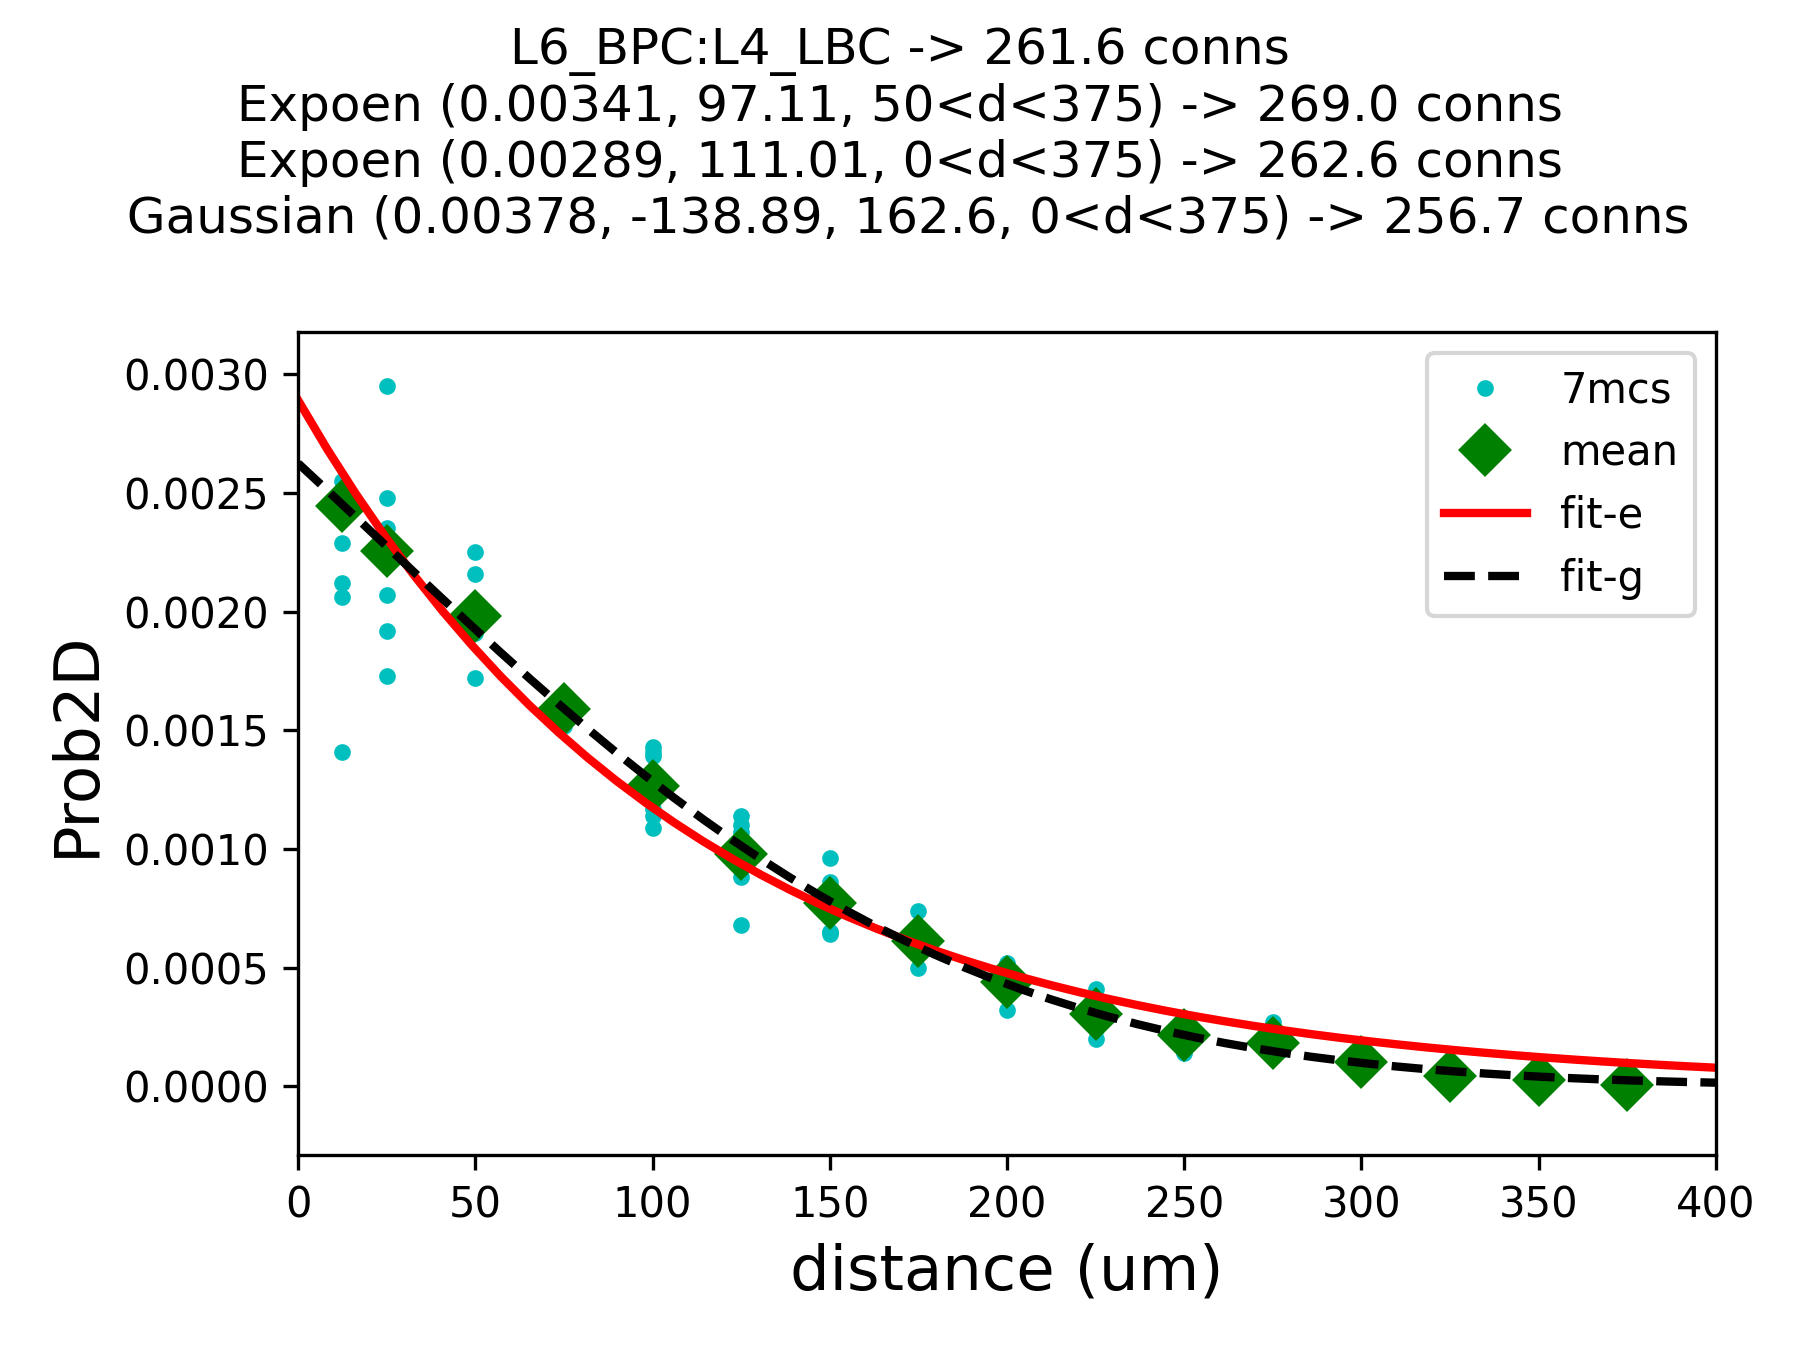 L6_BPC:L4_LBC -> 261.6 conns
Expoen (0.00341, 97.11, 50<d<375) -> 269.0 conns
Expoen (0.00289, 111.01, 0<d<375) -> 262.6 conns
Gaussian (0.00378, -138.89, 162.6, 0<d<375) -> 256.7 conns
7mcs
mean
fit-e
fit-g
0.0030
0.0025
0.0020
0.0015
0.0010
0.0005
0.0000
Prob2D
0 50 100 150 200 250 300 350 400
distance (um)